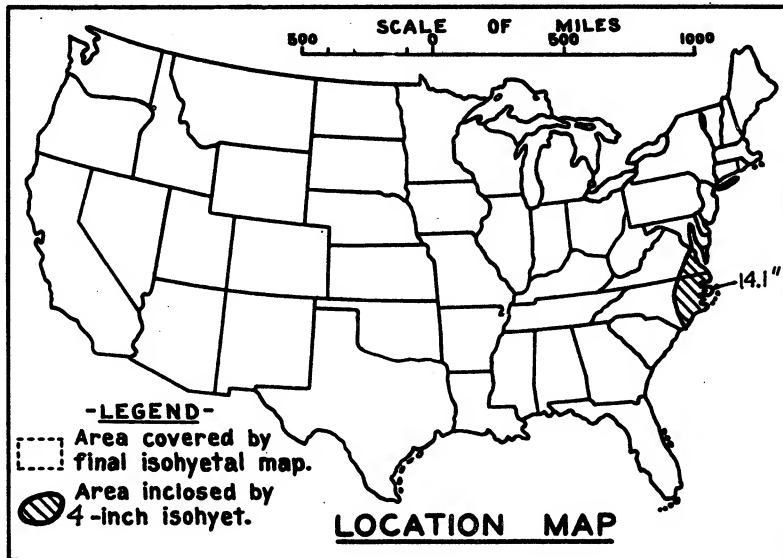 SCALE OF MILES
500 0 500 1000
14.1"
-LEGEND-
Area covered by
final isohyetal map.
Area inclosed by
4-inch isohyet.
LOCATION MAP